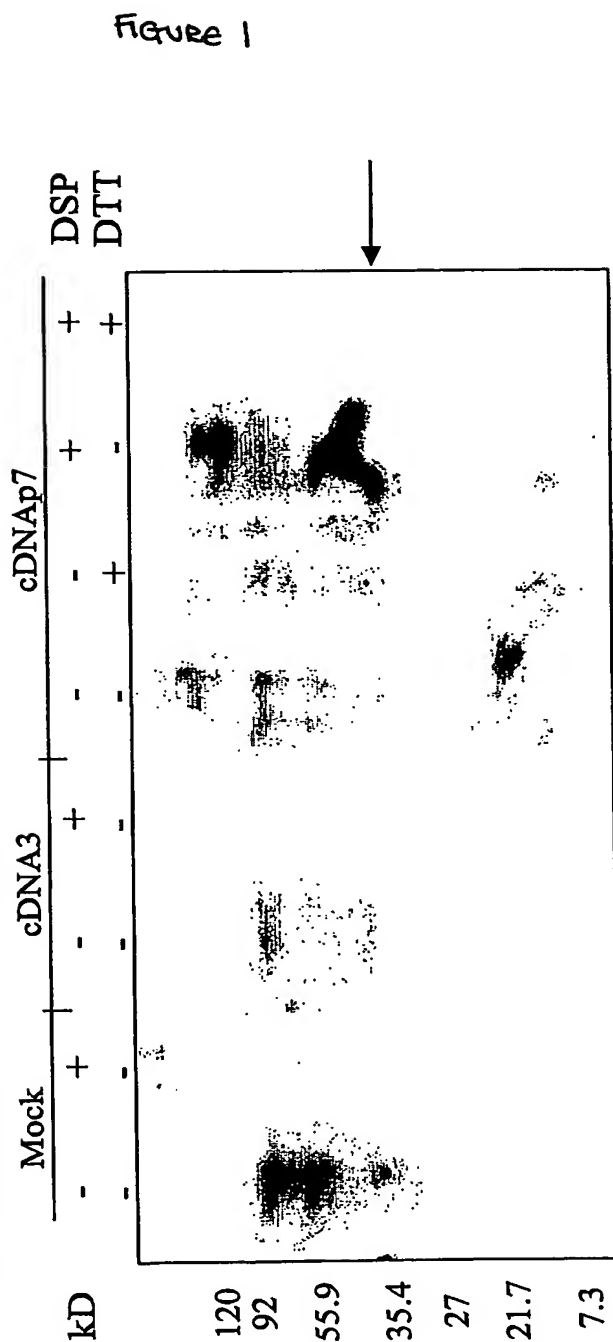 FIGURE 1
Mock cDNA3 cDNAp7
kD - + - + - - + + DSP
- - - - - + - + DTT
120
92
55.9
35.4
27
21.7
7.3